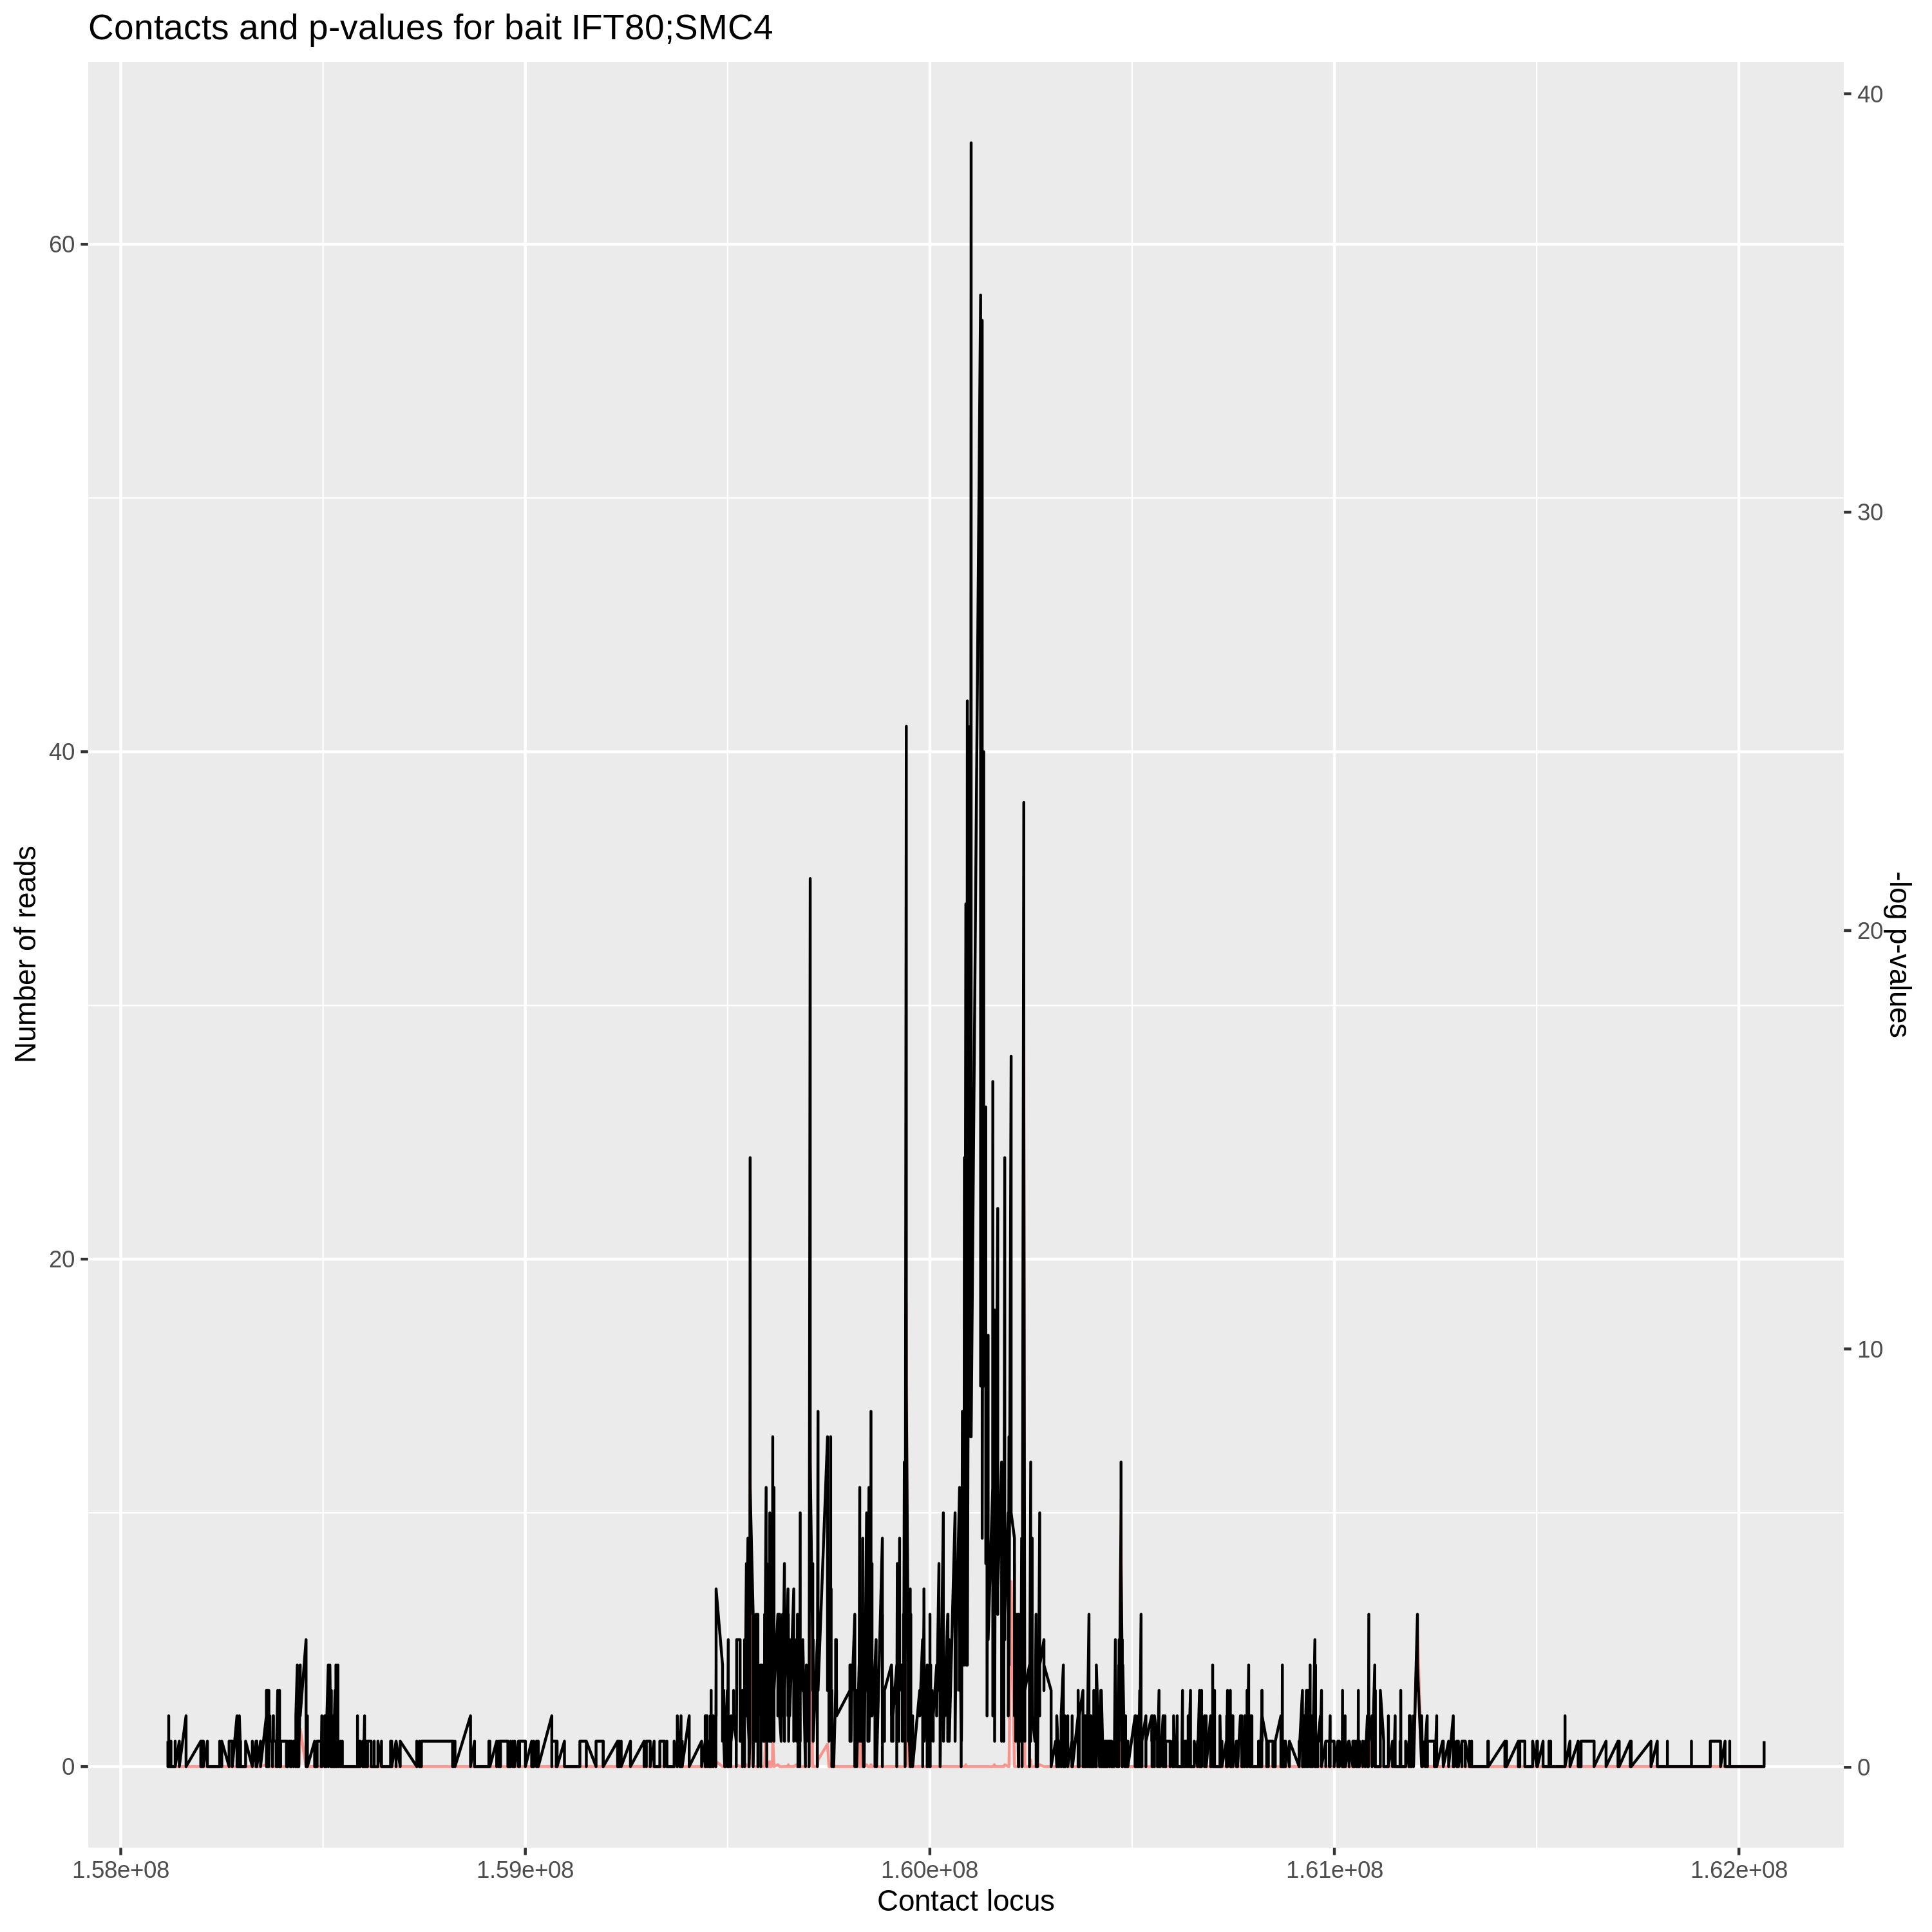 Contacts and p-values for bait IFT80;SMC4
Number of reads
60
40
20
0
40
30
20
10
0
-log p-values
1.58e+08
1.59e+08
1.60e+08
1.61e+08
1.62e+08
Contact locus